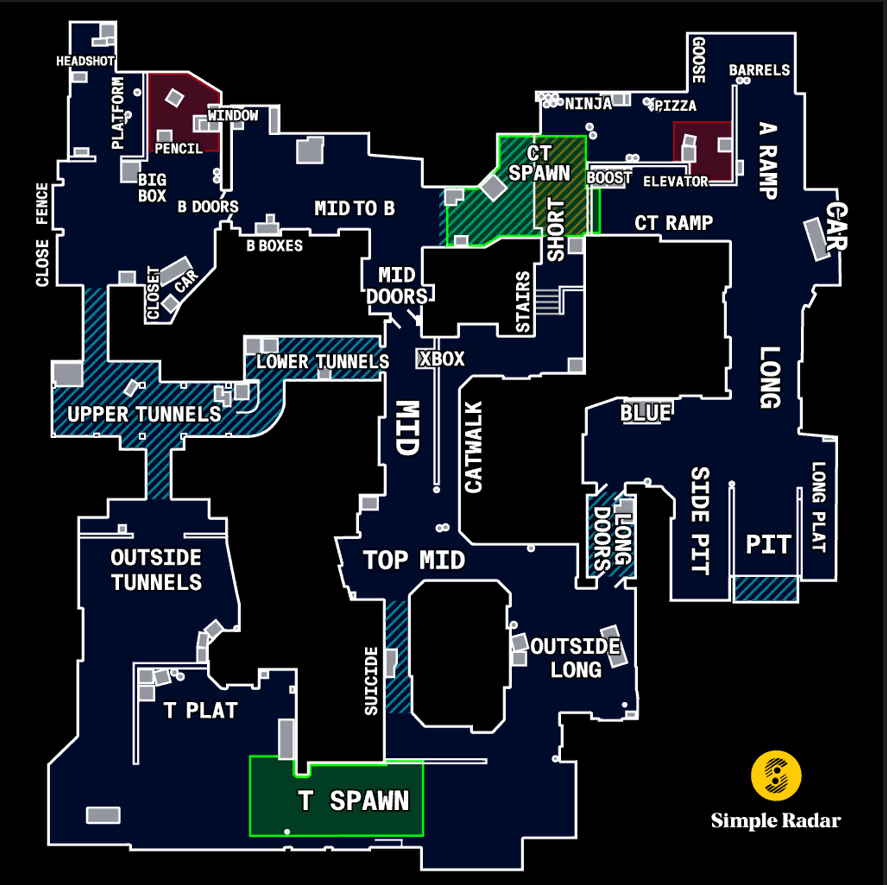 HEADSHOT
PLATFORM
WINDOW
PENCIL
BIG
BOX
B DOORS
CLOSE FENCE
CLOSET
CAR
B BOXES
MID TO B
MID
DOORS
CT
SPAWN
SHORT
STAIRS
NINJA
PIZZA
GOOSE
BARRELS
BOOST
ELEVATOR
A RAMP
CT RAMP
CAR
LOWER TUNNELS
XBOX
UPPER TUNNELS
MID
CATWALK
LONG
BLUE
LONG
DOORS
SIDE PIT
PIT
LONG PLAT
OUTSIDE
TUNNELS
TOP MID
SUICIDE
OUTSIDE
LONG
T PLAT
T SPAWN
Simple Radar